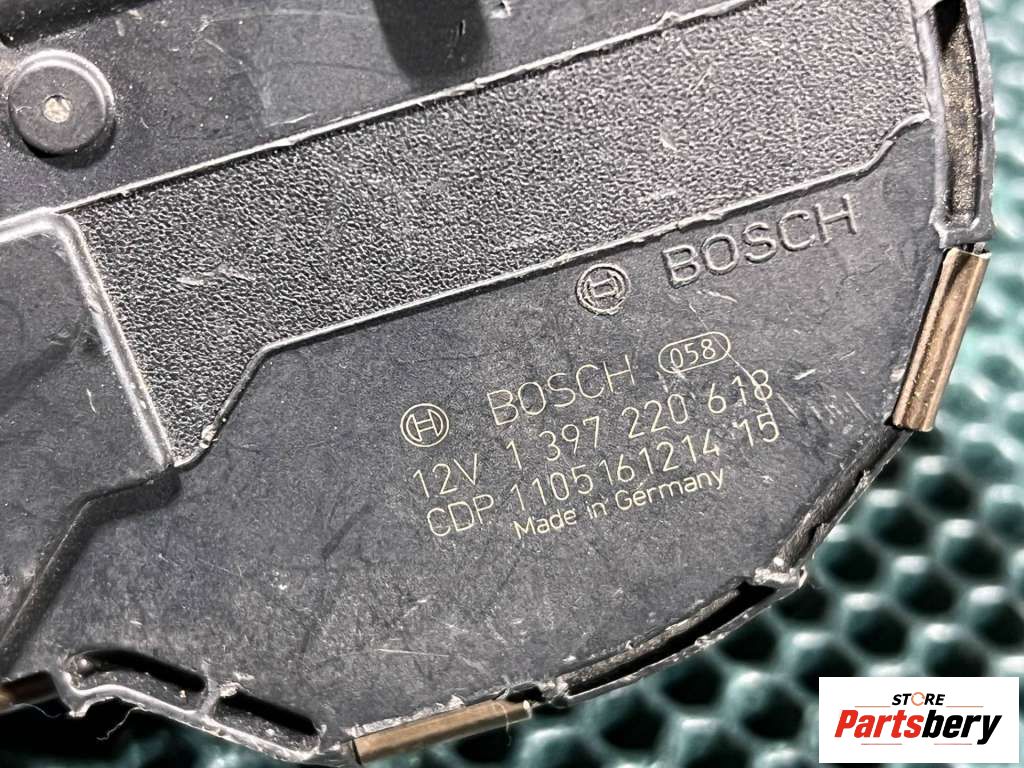 BOSCH
BOSCH 058
12V 1 397 220 618
CDP 1105161214 15
Made in Germany
STORE
Partsbery